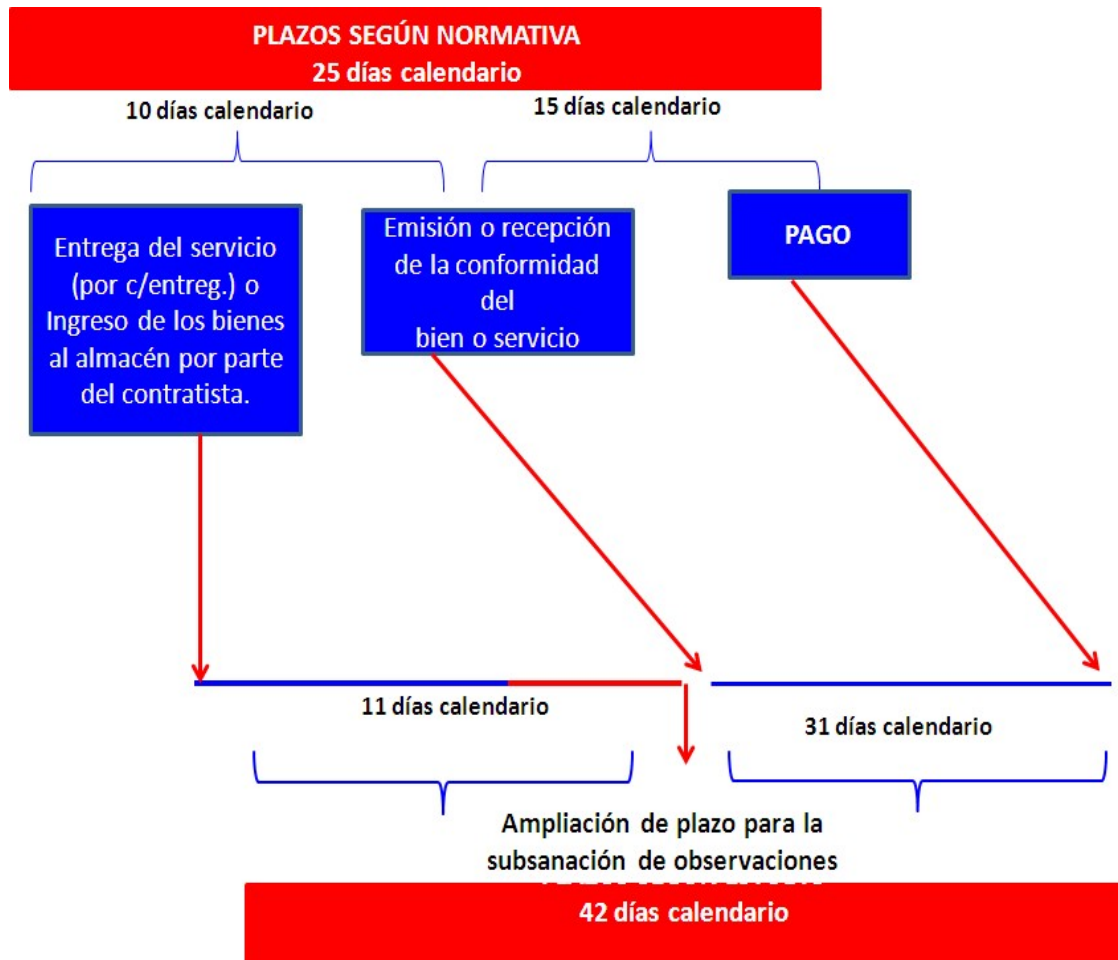 PLAZOS SEGÚN NORMATIVA
25 días calendario
10 días calendario
15 días calendario
Entrega del servicio
(por c/entreg.) o
Ingreso de los bienes
al almacén por parte
del contratista.
Emisión o recepción
de la conformidad
del
bien o servicio
PAGO
11 días calendario
31 días calendario
Ampliación de plazo para la
subsanación de observaciones
42 días calendario